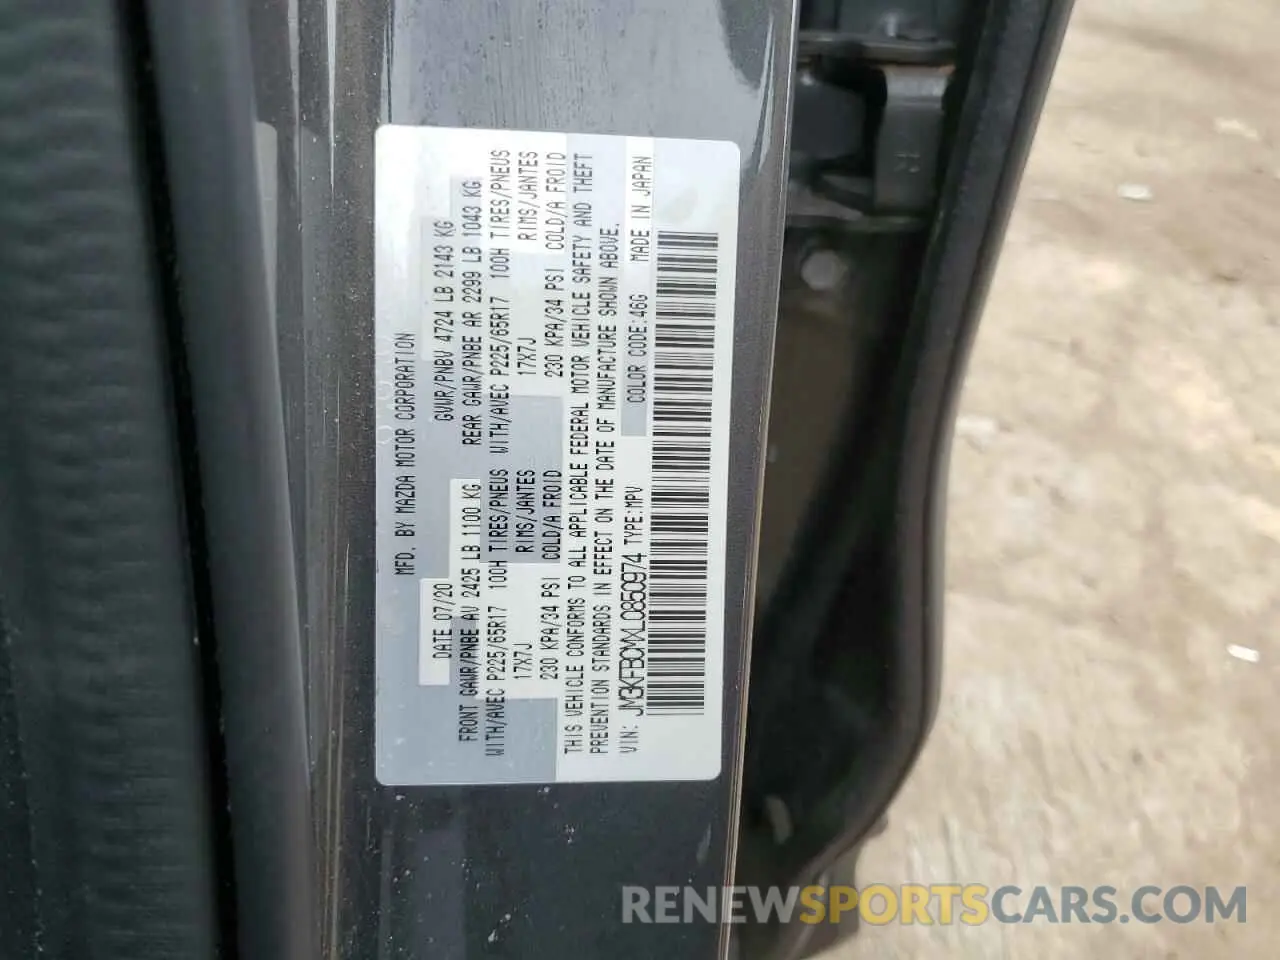 MFD. BY MAZDA MOTOR CORPORATION
DATE 07/20 GVWR/PNBV 4724 LB 2143 KG
FRONT GAWR/PNBE AV 2425 LB 1100 KG REAR GAWR/PNBE AR 2299 LB 1043 KG
WITH/AVEC P225/65R17 100H TIRES/PNEUS WITH/AVEC P225/65R17 100H TIRES/PNEUS
17X7J RIMS/JANTES 17X7J RIMS/JANTES
230 KPA/34 PSI COLD/A FROID 230 KPA/34 PSI COLD/A FROID
THIS VEHICLE CONFORMS TO ALL APPLICABLE FEDERAL MOTOR VEHICLE SAFETY AND THEFT
PREVENTION STANDARDS IN EFFECT ON THE DATE OF MANUFACTURE SHOWN ABOVE.
VIN: JM3KFBCMXL0850974 TYPE:MPV COLOR CODE:46G MADE IN JAPAN
RENEWSPORTSCARS.COM